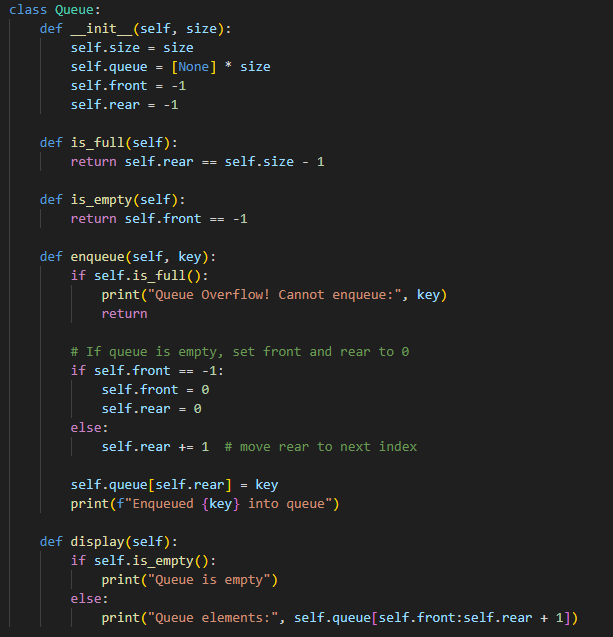 class Queue:
    def __init__(self, size):
        self.size = size
        self.queue = [None] * size
        self.front = -1
        self.rear = -1

    def is_full(self):
        return self.rear == self.size - 1

    def is_empty(self):
        return self.front == -1

    def enqueue(self, key):
        if self.is_full():
            print("Queue Overflow! Cannot enqueue:", key)
            return

        # If queue is empty, set front and rear to 0
        if self.front == -1:
            self.front = 0
            self.rear = 0
        else:
            self.rear += 1  # move rear to next index

        self.queue[self.rear] = key
        print(f"Enqueued {key} into queue")

    def display(self):
        if self.is_empty():
            print("Queue is empty")
        else:
            print("Queue elements:", self.queue[self.front:self.rear + 1])